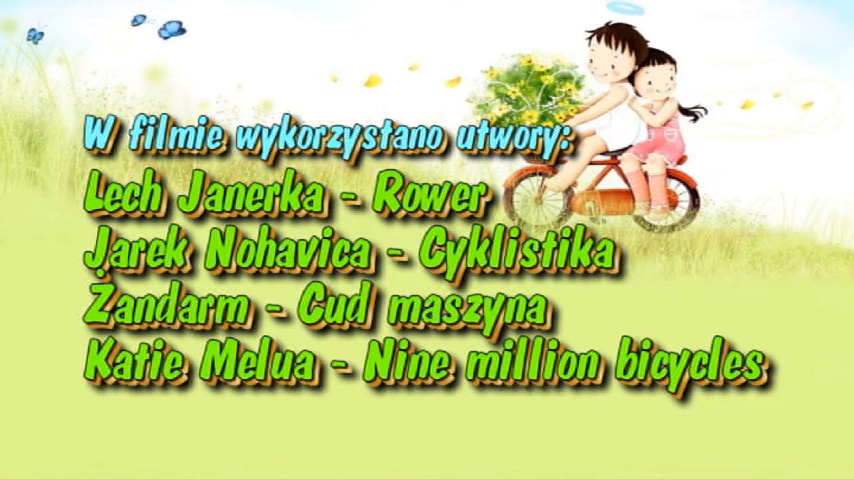 W filmie wykorzystano utwory:
Lech Janerka - Rower
Jarek Nohavica - Cyklistika
Żandarm - Cud maszyna
Katie Melua - Nine million bicycles